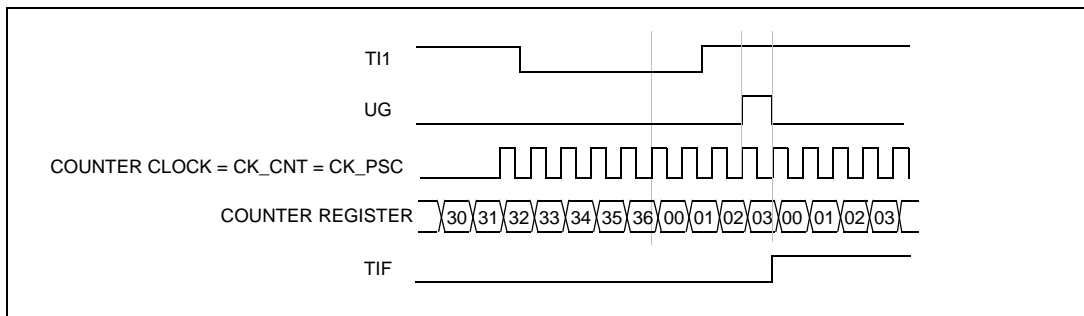 TI1
UG
COUNTER CLOCK = CK_CNT = CK_PSC
COUNTER REGISTER 30 31 32 33 34 35 36 00 01 02 03 00 01 02 03
TIF